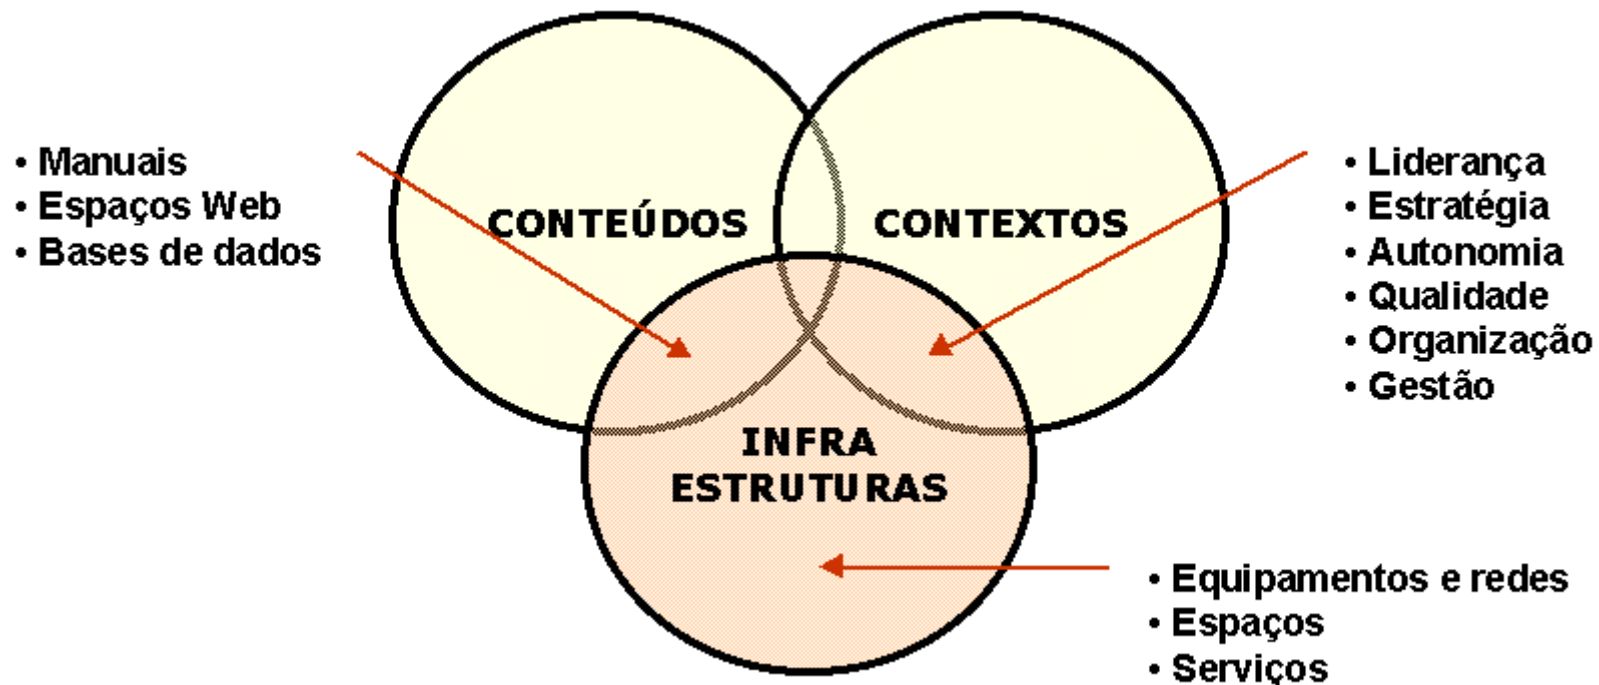 • Manuais
• Espaços Web
• Bases de dados
CONTEÚDOS
CONTEXTOS
• Liderança
• Estratégia
• Autonomia
• Qualidade
• Organização
• Gestão
INFRA
ESTRUTURAS
• Equipamentos e redes
• Espaços
• Serviços